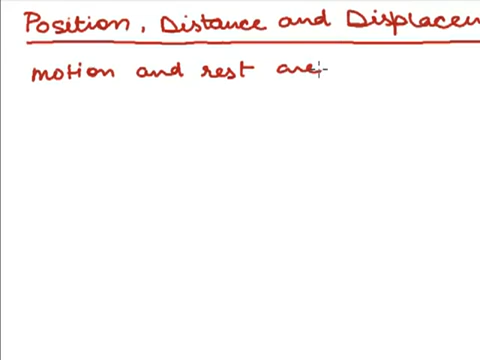 Position, Distance and Displacem
motion and rest are